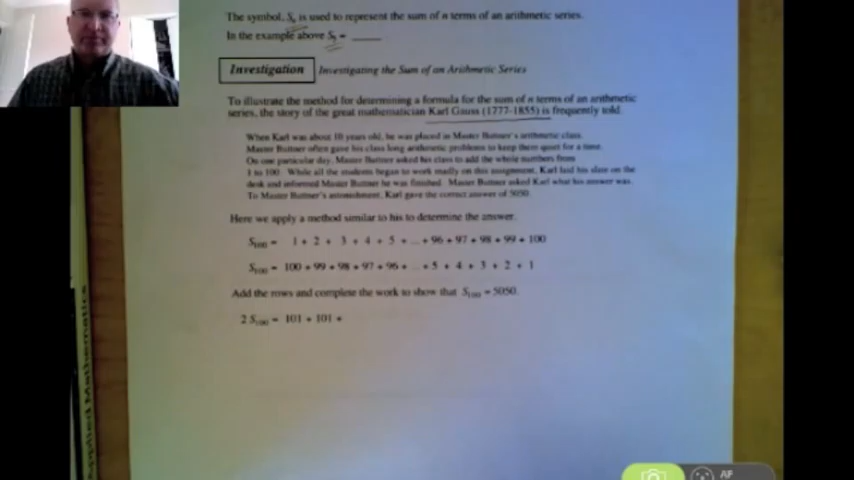 The symbol, Sₙ is used to represent the sum of n terms of an arithmetic series.
In the example above S₅ = ____
Investigation Investigating the Sum of an Arithmetic Series
To illustrate the method for determining a formula for the sum of n terms of an arithmetic
series, the story of the great mathematician Karl Gauss (1777-1855) is frequently told.
When Karl was about 10 years old, he was placed in Master Buttner's arithmetic class.
Master Buttner often gave his class long arithmetic problems to keep them quiet for a time.
On one particular day, Master Buttner asked his class to add the whole numbers from
1 to 100. While all the students began to work madly on this assignment, Karl laid his slate on the
desk and informed Master Buttner he was finished. Master Buttner asked Karl what his answer was.
To Master Buttner's astonishment, Karl gave the correct answer of 5050.
Here we apply a method similar to his to determine the answer.
S₁₀₀ = 1 + 2 + 3 + 4 + 5 + ... + 96 + 97 + 98 + 99 + 100
S₁₀₀ = 100 + 99 + 98 + 97 + 96 + ... + 5 + 4 + 3 + 2 + 1
Add the rows and complete the work to show that S₁₀₀ = 5050.
2 S₁₀₀ = 101 + 101 +
Applied Mathematics
AF